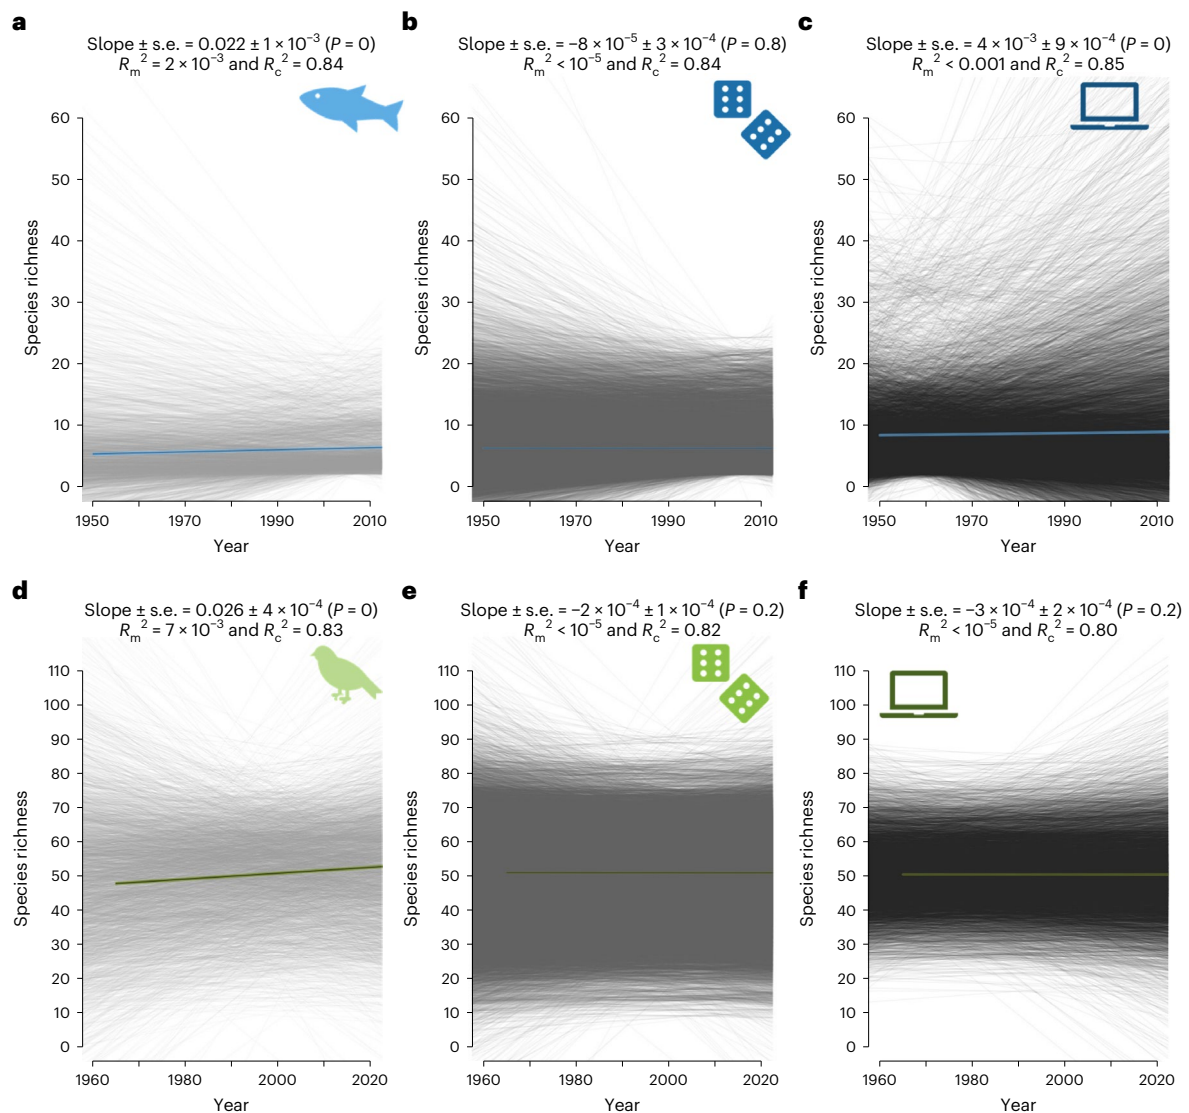 a
Slope ± s.e. = 0.022 ± 1 × 10⁻³ (P = 0)
Rₘ² = 2 × 10⁻³ and R꜀² = 0.84
60
50
40
30
20
10
0
Species richness
1950 1970 1990 2010
Year
b
Slope ± s.e. = −8 × 10⁻⁵ ± 3 × 10⁻⁴ (P = 0.8)
Rₘ² < 10⁻⁵ and R꜀² = 0.84
60
50
40
30
20
10
0
Species richness
1950 1970 1990 2010
Year
c
Slope ± s.e. = 4 × 10⁻³ ± 9 × 10⁻⁴ (P = 0)
Rₘ² < 0.001 and R꜀² = 0.85
60
50
40
30
20
10
0
Species richness
1950 1970 1990 2010
Year
d
Slope ± s.e. = 0.026 ± 4 × 10⁻⁴ (P = 0)
Rₘ² = 7 × 10⁻³ and R꜀² = 0.83
110
100
90
80
70
60
50
40
30
20
10
0
Species richness
1960 1980 2000 2020
Year
e
Slope ± s.e. = −2 × 10⁻⁴ ± 1 × 10⁻⁴ (P = 0.2)
Rₘ² < 10⁻⁵ and R꜀² = 0.82
110
100
90
80
70
60
50
40
30
20
10
0
Species richness
1960 1980 2000 2020
Year
f
Slope ± s.e. = −3 × 10⁻⁴ ± 2 × 10⁻⁴ (P = 0.2)
Rₘ² < 10⁻⁵ and R꜀² = 0.80
110
100
90
80
70
60
50
40
30
20
10
0
Species richness
1960 1980 2000 2020
Year